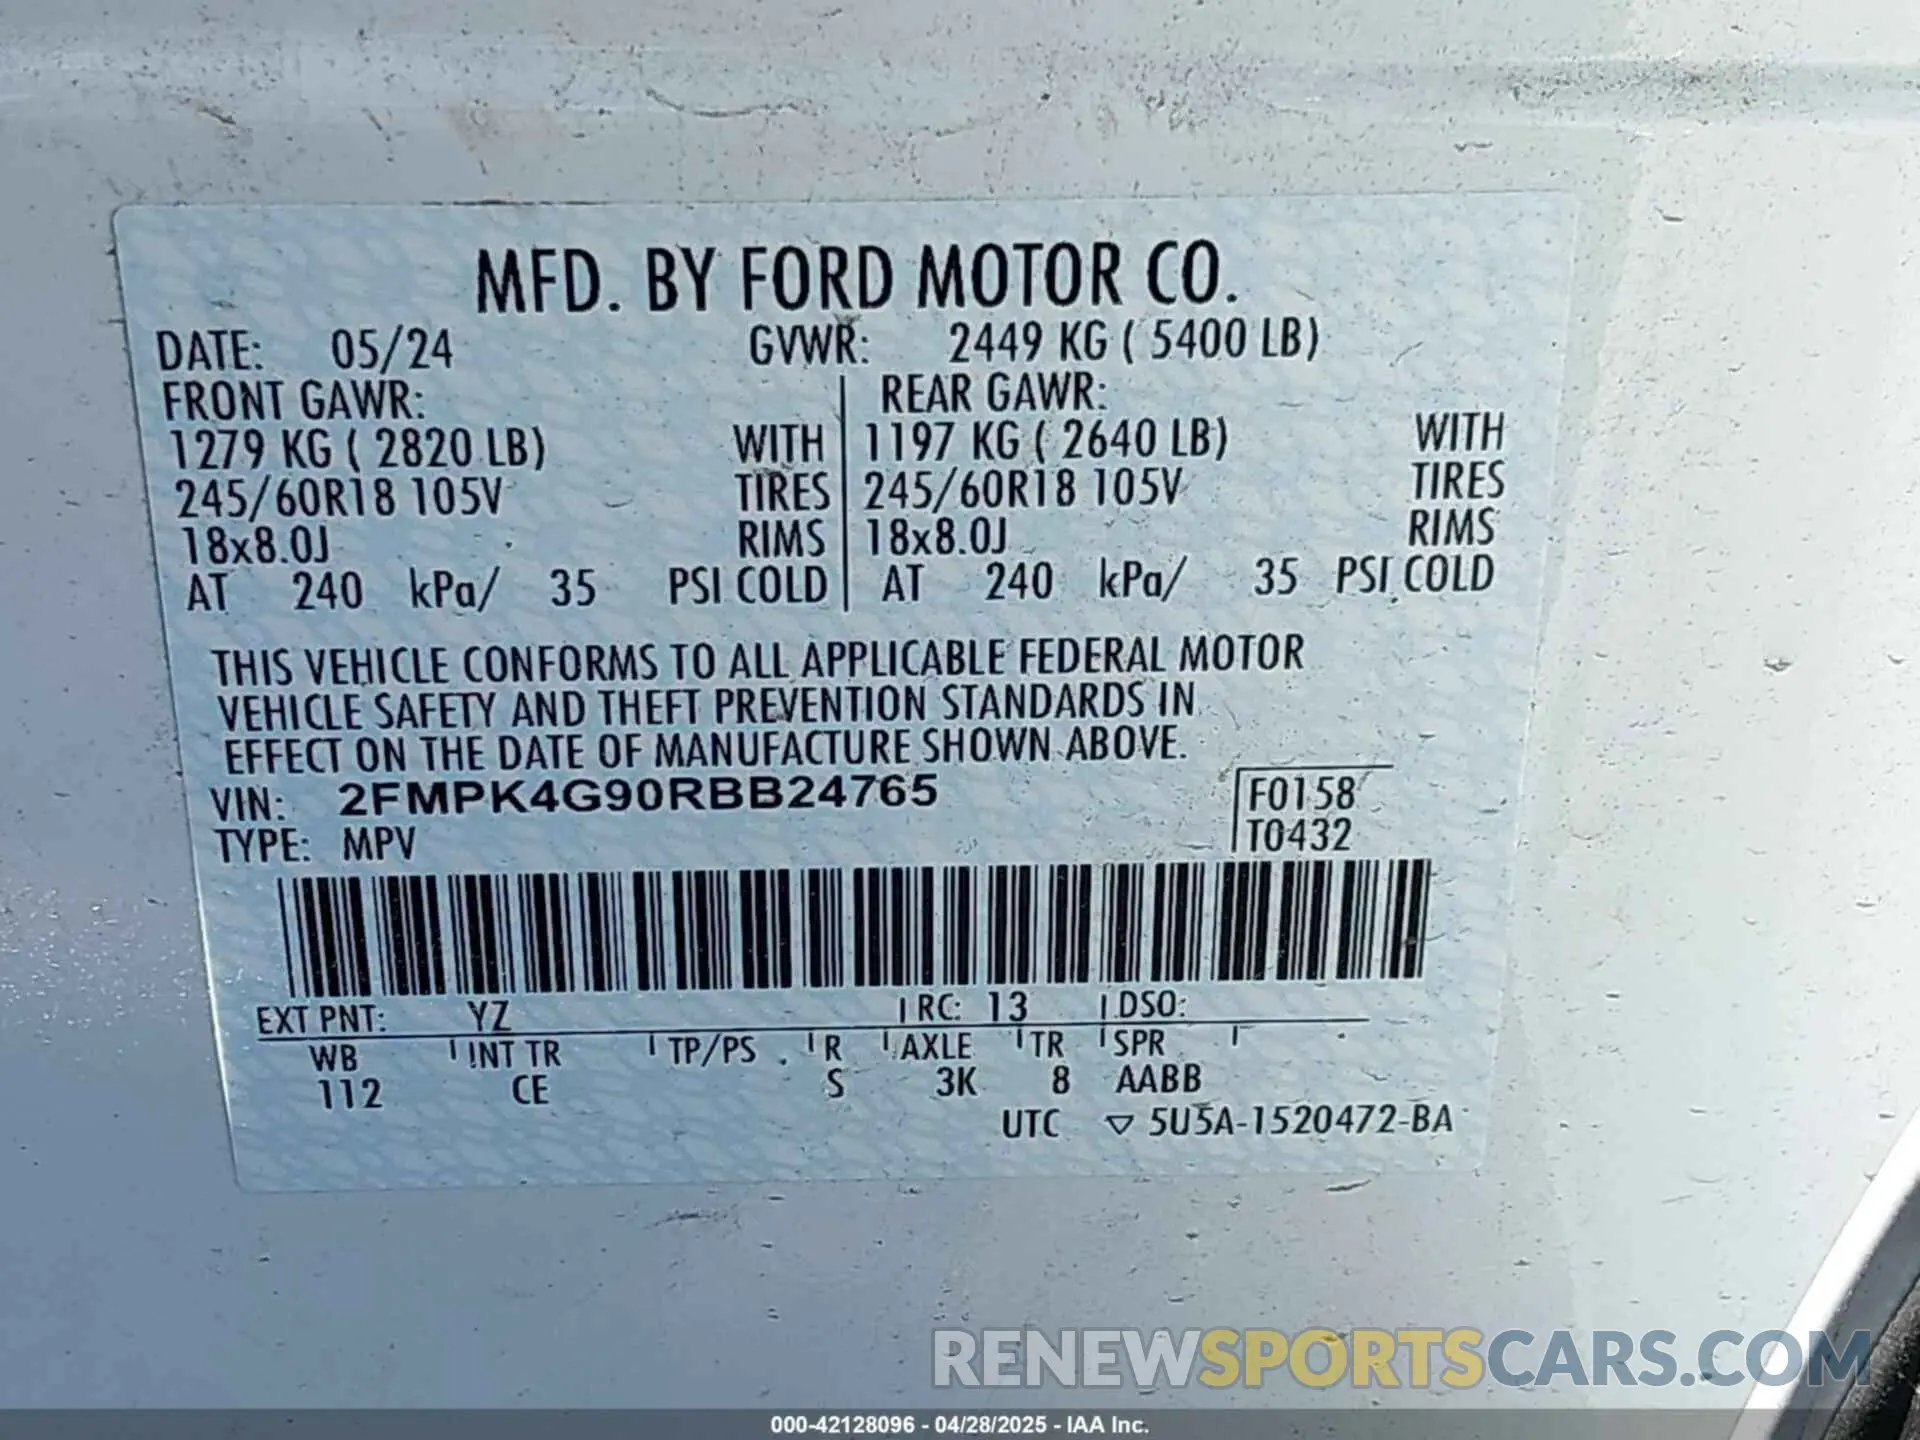 MFD. BY FORD MOTOR CO.
DATE: 05/24 GVWR: 2449 KG ( 5400 LB)
FRONT GAWR: REAR GAWR:
1279 KG ( 2820 LB) WITH 1197 KG ( 2640 LB) WITH
245/60R18 105V TIRES 245/60R18 105V TIRES
18x8.0J RIMS 18x8.0J RIMS
AT 240 kPa/ 35 PSI COLD AT 240 kPa/ 35 PSI COLD
THIS VEHICLE CONFORMS TO ALL APPLICABLE FEDERAL MOTOR
VEHICLE SAFETY AND THEFT PREVENTION STANDARDS IN
EFFECT ON THE DATE OF MANUFACTURE SHOWN ABOVE.
VIN: 2FMPK4G90RBB24765 F0158
TYPE: MPV T0432
EXT PNT: YZ RC: 13 DSO:
WB INT TR TP/PS R AXLE TR SPR
112 CE S 3K 8 AABB
UTC ▽ 5U5A-1520472-BA
RENEWSPORTSCARS.COM
000-42128096 - 04/28/2025 - IAA Inc.